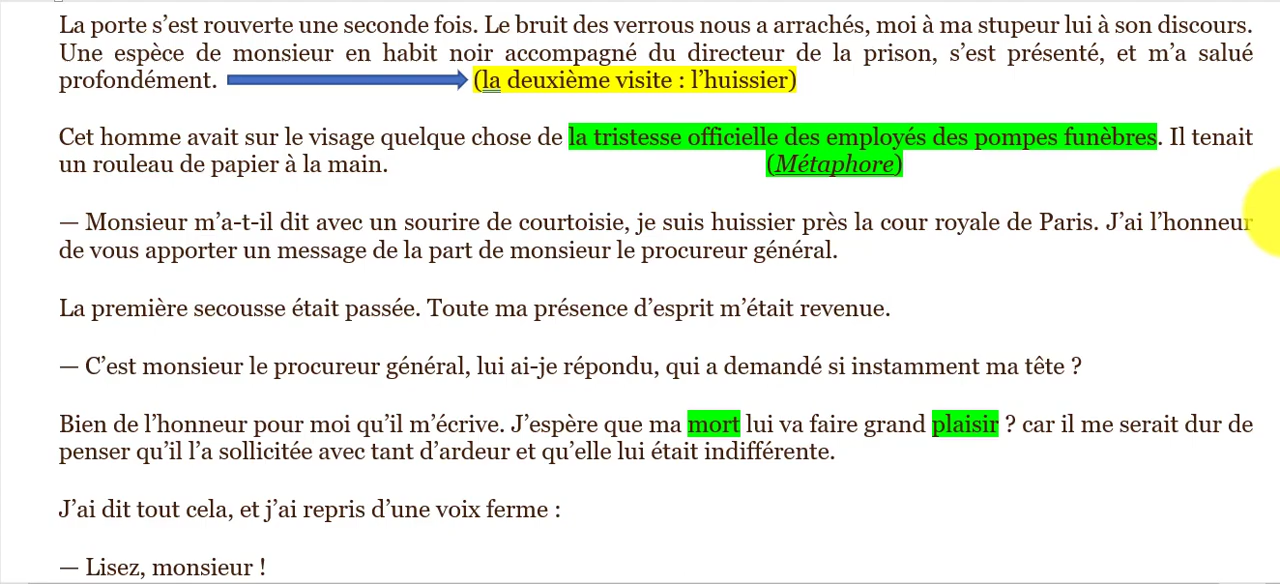 La porte s’est rouverte une seconde fois. Le bruit des verrous nous a arrachés, moi à ma stupeur lui à son discours.
Une espèce de monsieur en habit noir accompagné du directeur de la prison, s’est présenté, et m’a salué
profondément. (la deuxième visite : l’huissier)
Cet homme avait sur le visage quelque chose de la tristesse officielle des employés des pompes funèbres. Il tenait
un rouleau de papier à la main. (Métaphore)
— Monsieur m’a-t-il dit avec un sourire de courtoisie, je suis huissier près la cour royale de Paris. J’ai l’honneur
de vous apporter un message de la part de monsieur le procureur général.
La première secousse était passée. Toute ma présence d’esprit m’était revenue.
— C’est monsieur le procureur général, lui ai-je répondu, qui a demandé si instamment ma tête ?
Bien de l’honneur pour moi qu’il m’écrive. J’espère que ma mort lui va faire grand plaisir ? car il me serait dur de
penser qu’il l’a sollicitée avec tant d’ardeur et qu’elle lui était indifférente.
J’ai dit tout cela, et j’ai repris d’une voix ferme :
— Lisez, monsieur !